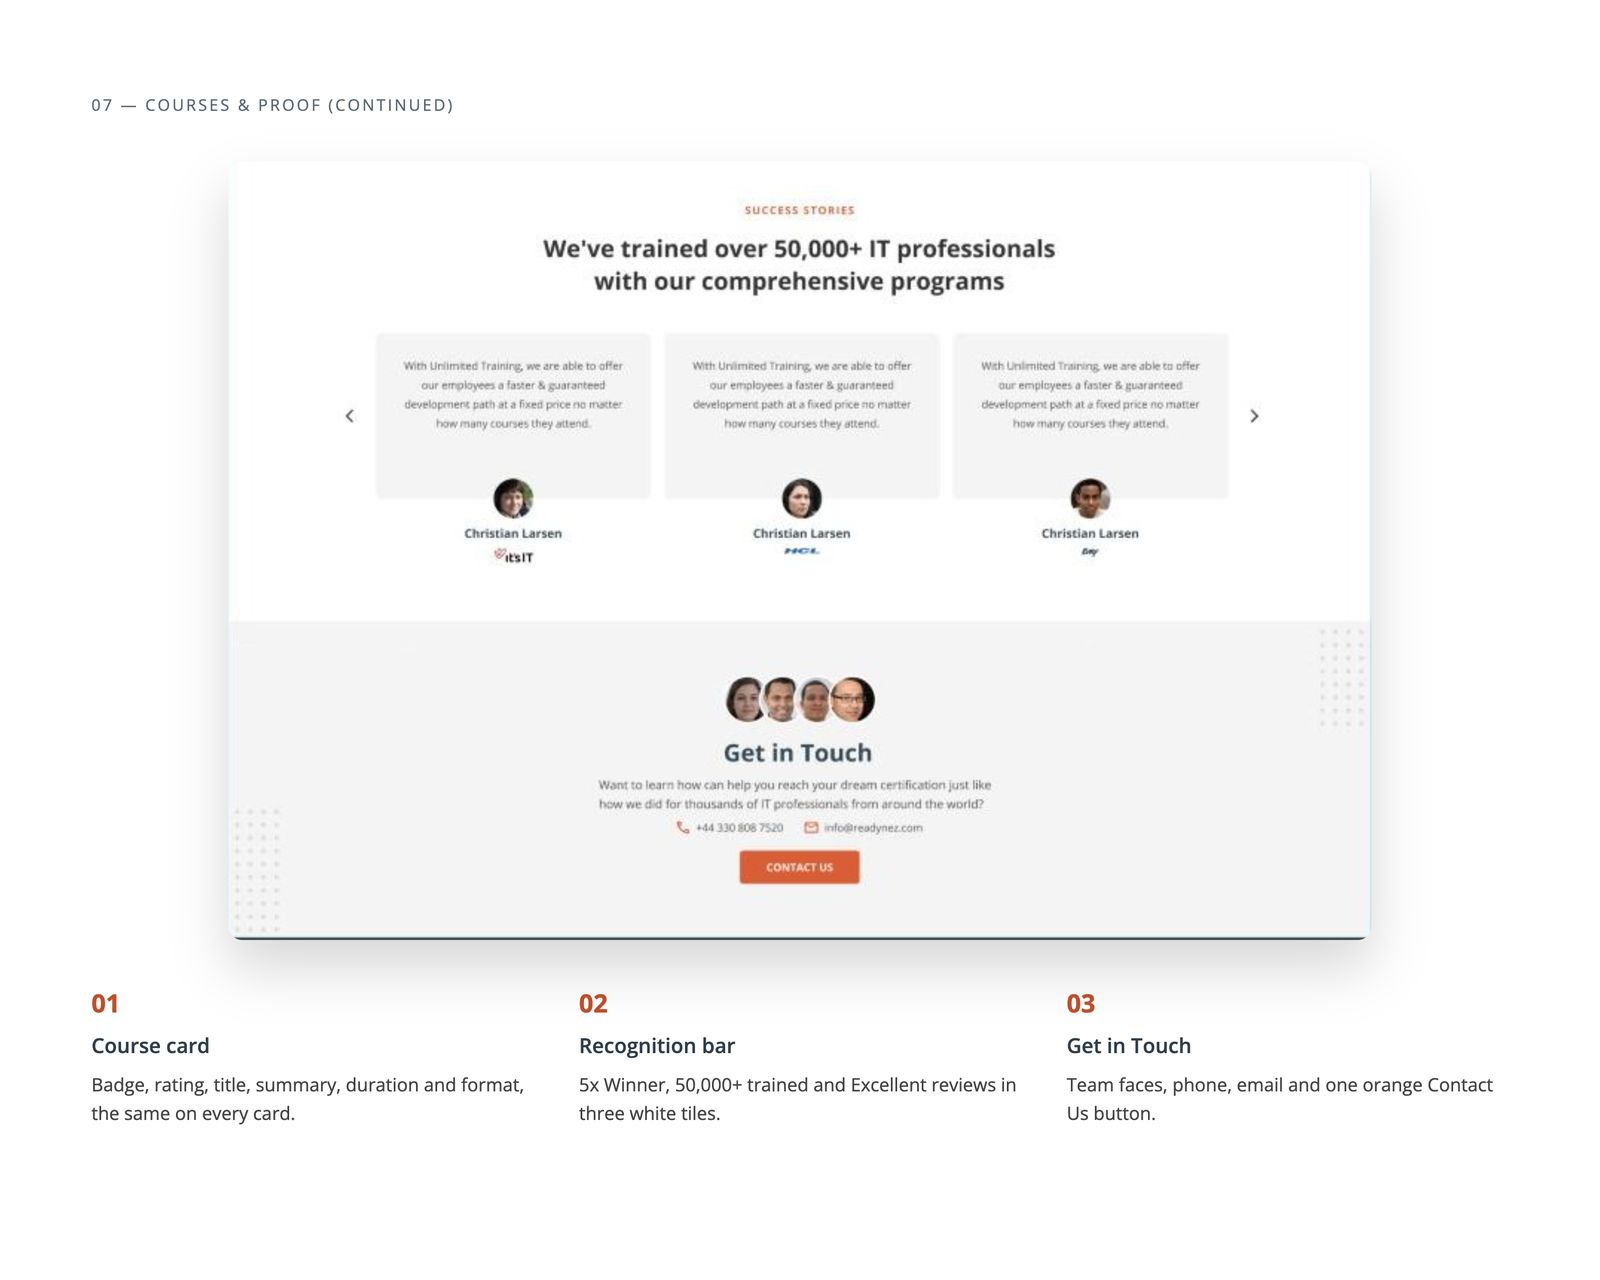 07 — COURSES & PROOF (CONTINUED)
SUCCESS STORIES
We've trained over 50,000+ IT professionals
with our comprehensive programs
With Unlimited Training, we are able to offer
our employees a faster & guaranteed
development path at a fixed price no matter
how many courses they attend.
Christian Larsen
it'sIT
With Unlimited Training, we are able to offer
our employees a faster & guaranteed
development path at a fixed price no matter
how many courses they attend.
Christian Larsen
HCL
With Unlimited Training, we are able to offer
our employees a faster & guaranteed
development path at a fixed price no matter
how many courses they attend.
Christian Larsen
Get in Touch
Want to learn how can help you reach your dream certification just like
how we did for thousands of IT professionals from around the world?
+44 330 808 7520 info@readynez.com
CONTACT US
01
Course card
Badge, rating, title, summary, duration and format,
the same on every card.
02
Recognition bar
5x Winner, 50,000+ trained and Excellent reviews in
three white tiles.
03
Get in Touch
Team faces, phone, email and one orange Contact
Us button.